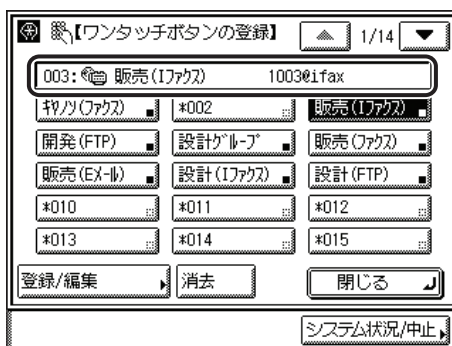 【ワンタッチボタンの登録】 1/14
003: 販売(Iファクス) 1003@ifax
キヤノン(ファクス) *002 販売(Iファクス)
開発(FTP) 設計グループ 販売(ファクス)
販売(Eメール) 設計(Iファクス) 設計(FTP)
*010 *011 *012
*013 *014 *015
登録/編集 消去 閉じる
システム状況/中止